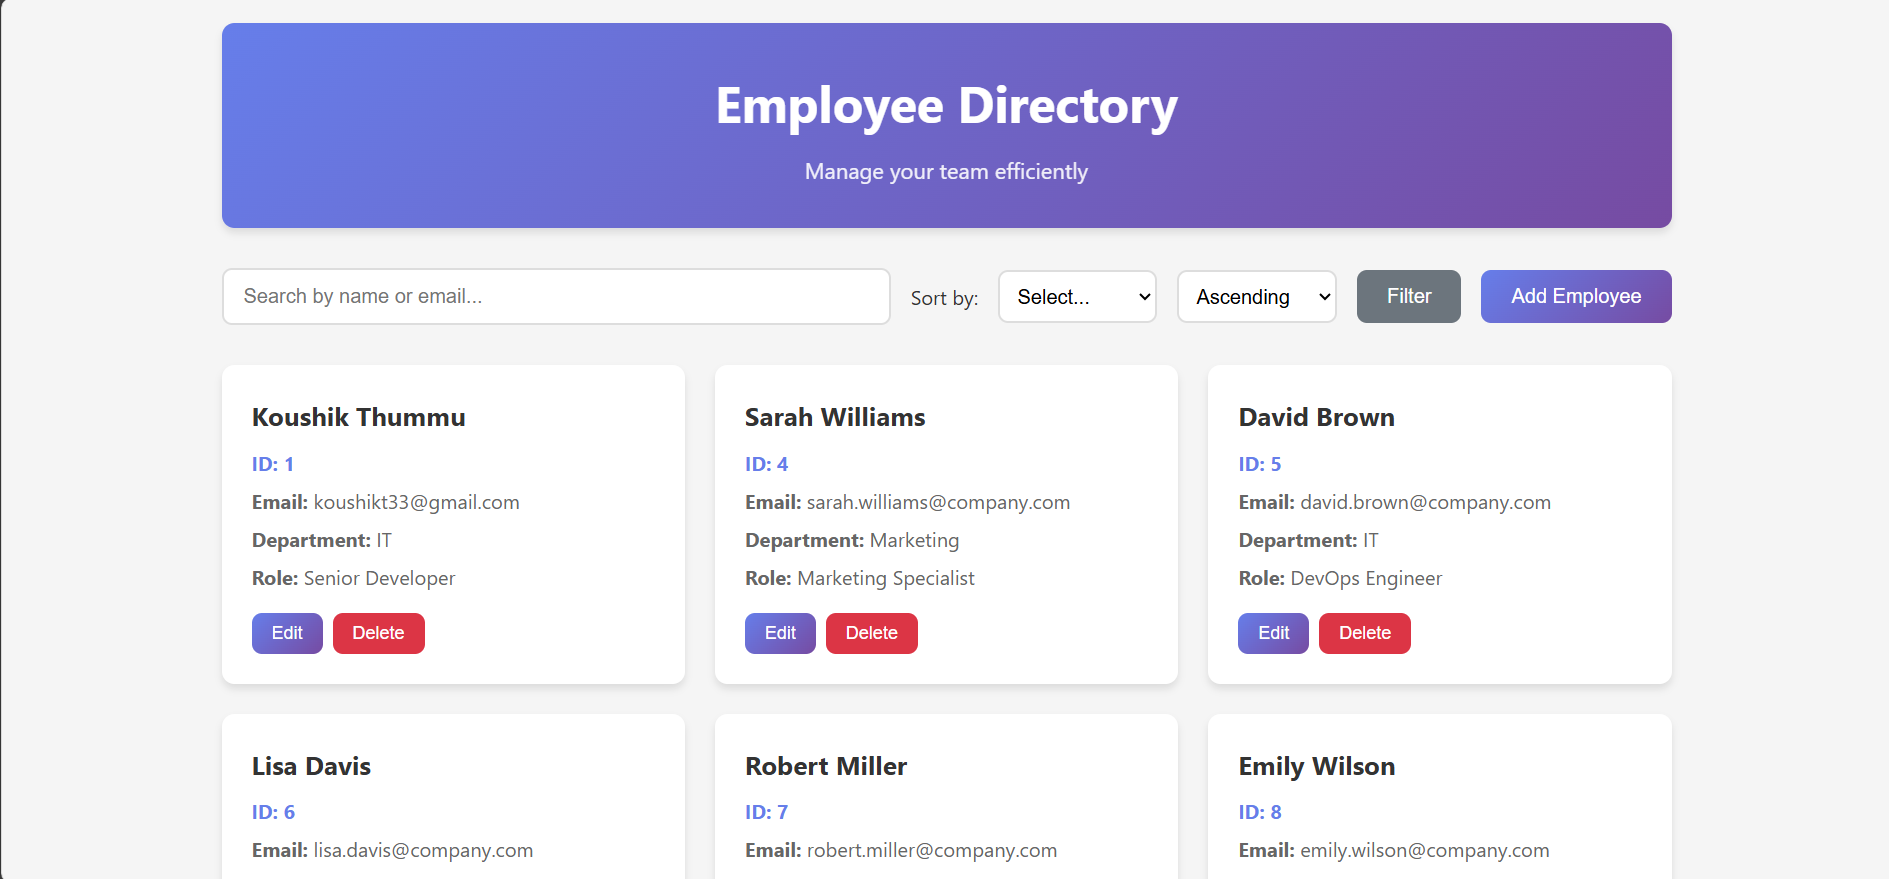 Employee Directory
Manage your team efficiently
Search by name or email...
Sort by:
Select...
Ascending
Filter
Add Employee
Koushik Thummu
ID: 1
Email: koushikt33@gmail.com
Department: IT
Role: Senior Developer
Edit
Delete
Sarah Williams
ID: 4
Email: sarah.williams@company.com
Department: Marketing
Role: Marketing Specialist
Edit
Delete
David Brown
ID: 5
Email: david.brown@company.com
Department: IT
Role: DevOps Engineer
Edit
Delete
Lisa Davis
ID: 6
Email: lisa.davis@company.com
Robert Miller
ID: 7
Email: robert.miller@company.com
Emily Wilson
ID: 8
Email: emily.wilson@company.com